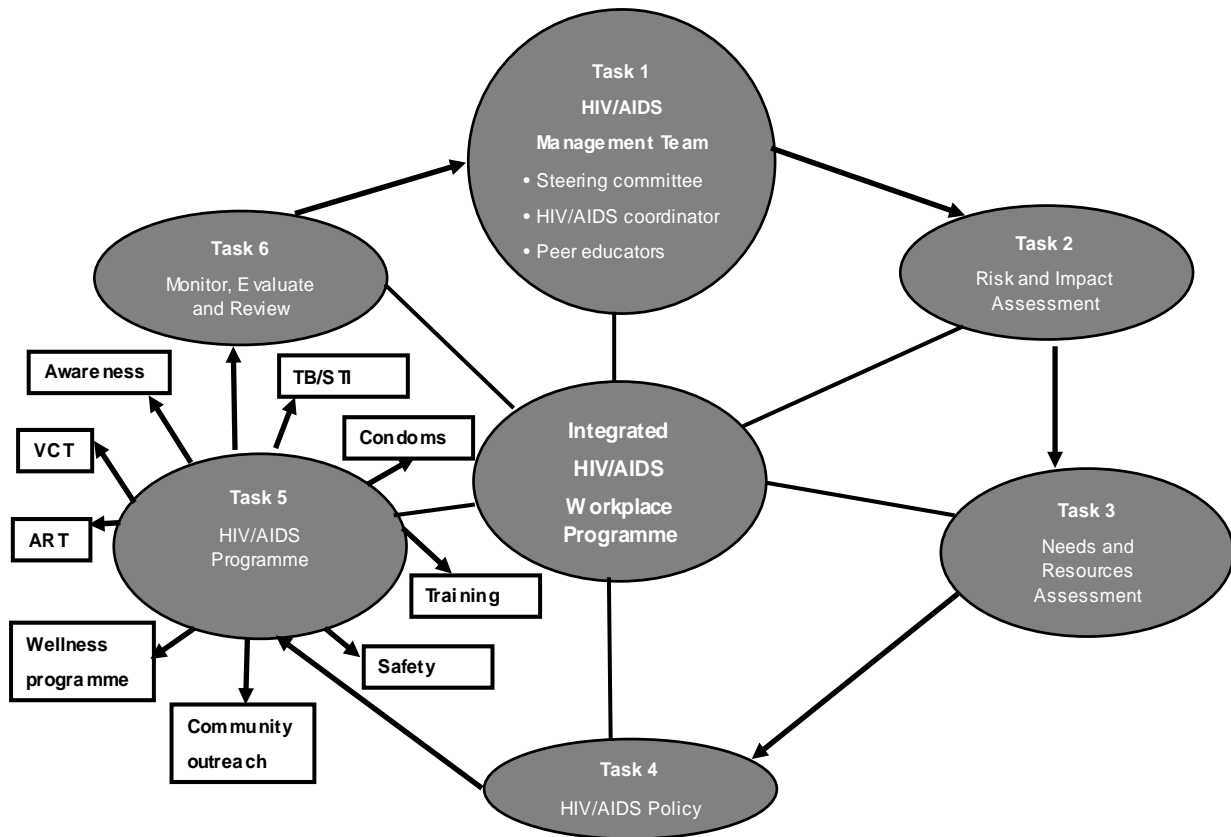 Task 1
HIV/AIDS
Management Team
• Steering committee
• HIV/AIDS coordinator
• Peer educators
Task 2
Risk and Impact
Assessment
Task 3
Needs and
Resources
Assessment
Task 4
HIV/AIDS Policy
Task 5
HIV/AIDS
Programme
Awareness
TB/STI
Condoms
VCT
ART
Training
Wellness
programme
Safety
Community
outreach
Task 6
Monitor, Evaluate
and Review
Integrated
HIV/AIDS
Workplace
Programme